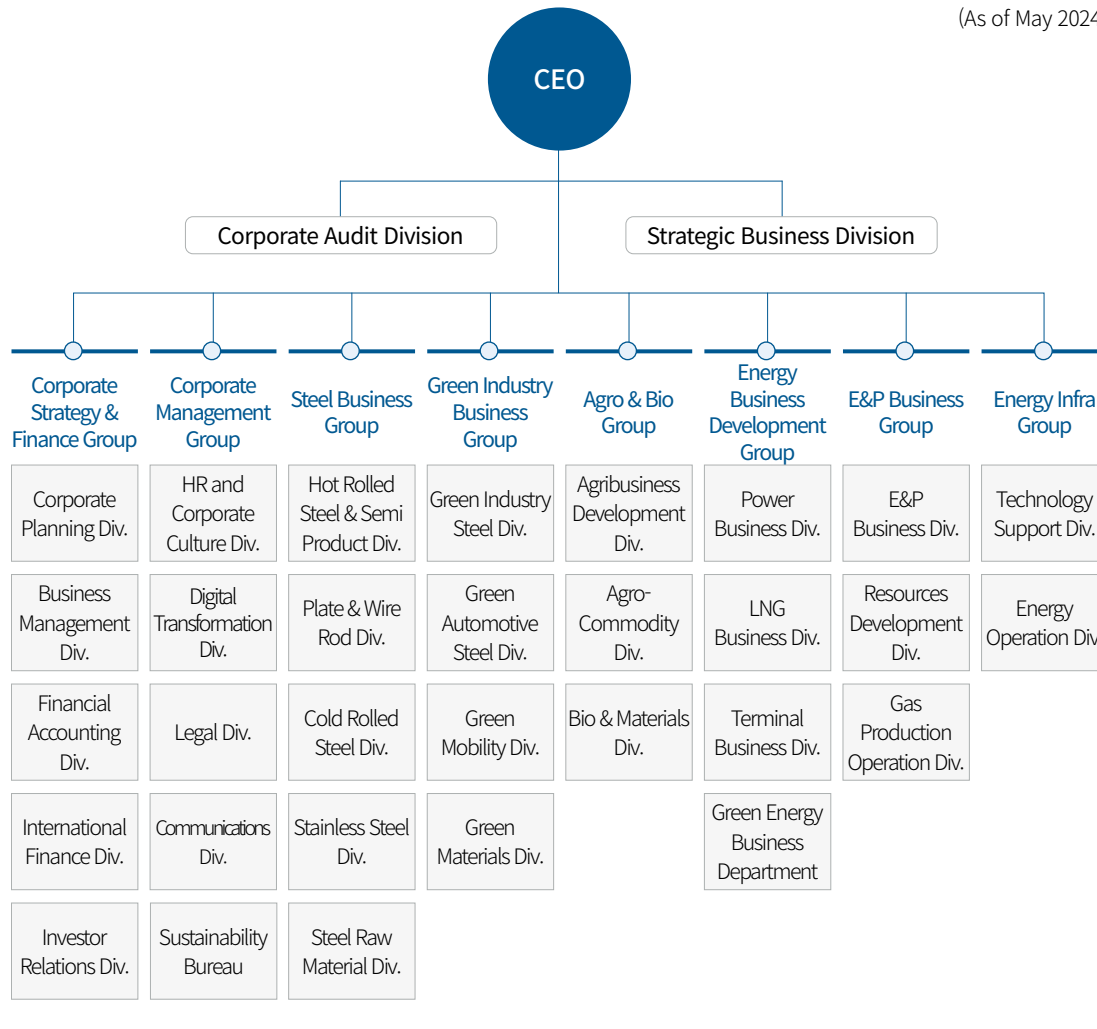 (As of May 2024
CEO
Corporate Audit Division
Strategic Business Division
Corporate
Strategy &
Finance Group
Corporate
Management
Group
Steel Business
Group
Green Industry
Business
Group
Agro & Bio
Group
Energy
Business
Development
Group
E&P Business
Group
Energy Infra
Group
Corporate
Planning Div.
HR and
Corporate
Culture Div.
Hot Rolled
Steel & Semi
Product Div.
Green Industry
Steel Div.
Agribusiness
Development
Div.
Power
Business Div.
E&P
Business Div.
Technology
Support Div.
Business
Management
Div.
Digital
Transformation
Div.
Plate & Wire
Rod Div.
Green
Automotive
Steel Div.
Agro-
Commodity
Div.
LNG
Business Div.
Resources
Development
Div.
Energy
Operation Div
Financial
Accounting
Div.
Legal Div.
Cold Rolled
Steel Div.
Green
Mobility Div.
Bio & Materials
Div.
Terminal
Business Div.
Gas
Production
Operation Div.
International
Finance Div.
Communications
Div.
Stainless Steel
Div.
Green
Materials Div.
Green Energy
Business
Department
Investor
Relations Div.
Sustainability
Bureau
Steel Raw
Material Div.